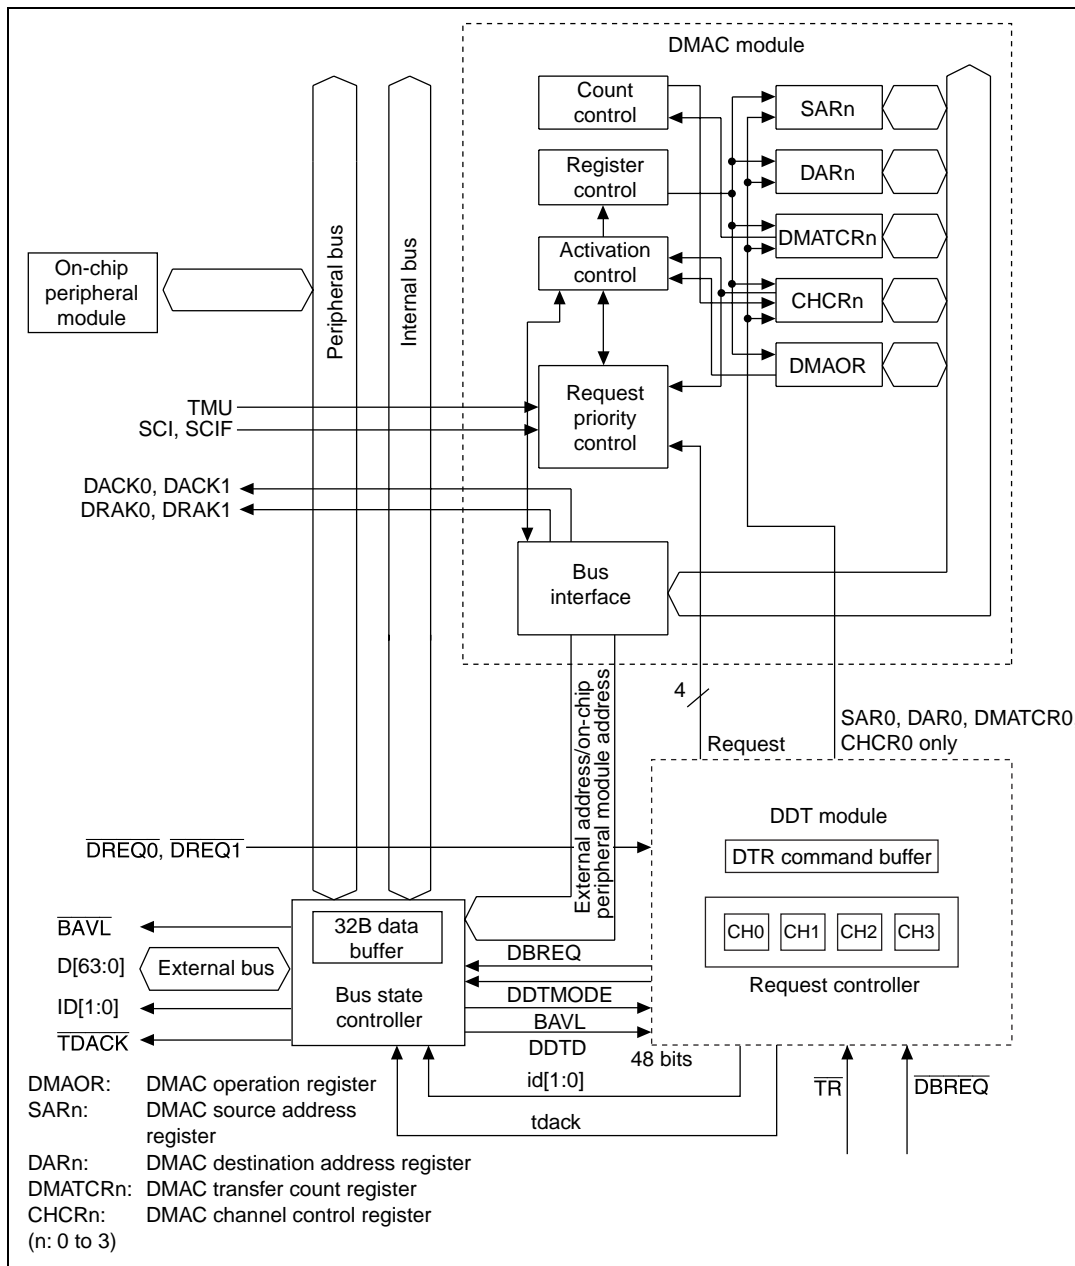 DMAC module
Count
control
SARn
Register
control
DARn
DMATCRn
Activation
control
On-chip
peripheral
module
Peripheral bus
Internal bus
CHCRn
DMAOR
Request
priority
control
TMU
SCI, SCIF
DACK0, DACK1
DRAK0, DRAK1
Bus
interface
External address/on-chip
peripheral module address
4
Request
SAR0, DAR0, DMATCR0
CHCR0 only
DDT module
DREQ0, DREQ1
DTR command buffer
BAVL
32B data
buffer
CH0 CH1 CH2 CH3
D[63:0]
External bus
DBREQ
Request controller
ID[1:0]
Bus state
controller
DDTMODE
BAVL
TDACK
DDTD
48 bits
id[1:0]
TR
DBREQ
tdack
DMAOR: DMAC operation register
SARn: DMAC source address
register
DARn: DMAC destination address register
DMATCRn: DMAC transfer count register
CHCRn: DMAC channel control register
(n: 0 to 3)